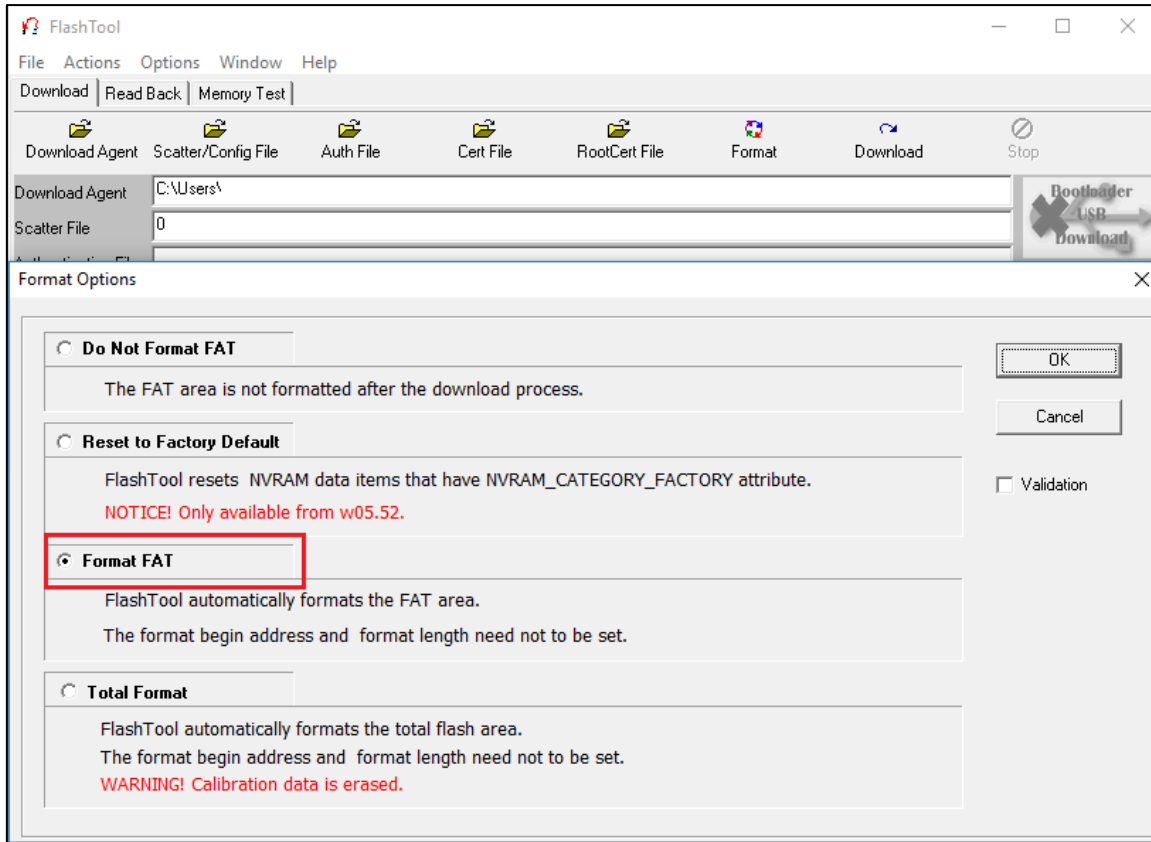 FlashTool
File Actions Options Window Help
Download Read Back Memory Test
Download Agent Scatter/Config File Auth File Cert File RootCert File Format Download Stop
Download Agent C:\Users\
Scatter File 0
Bootloader
USB
Download
Format Options
Do Not Format FAT
The FAT area is not formatted after the download process.
OK
Cancel
Reset to Factory Default
FlashTool resets NVRAM data items that have NVRAM_CATEGORY_FACTORY attribute.
NOTICE! Only available from w05.52.
Validation
Format FAT
FlashTool automatically formats the FAT area.
The format begin address and format length need not to be set.
Total Format
FlashTool automatically formats the total flash area.
The format begin address and format length need not to be set.
WARNING! Calibration data is erased.